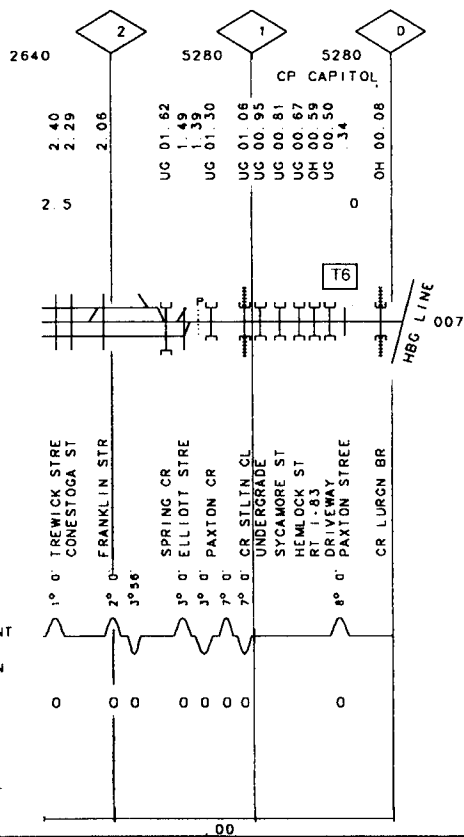 2 1 0
2640 5280 5280
CP CAPITOL
2.40
2.29
2.06
UG 01.62
1.49
1.39
UG 01.30
UG 01.06
UG 00.95
UG 00.81
UG 00.67
OH 00.59
UG 00.50
.34
OH 00.08
2.5 0
T6
P
HBG LINE
007
TREWICK STRE
CONESTOGA ST
FRANKLIN STR
SPRING CR
ELLIOTT STRE
PAXTON CR
CR STLTN CL
UNDERGRADE
SYCAMORE ST
HEMLOCK ST
RT I-83
DRIVEWAY
PAXTON STREE
CR LURGN BR
1° 0'
2° 0'
3°56'
3° 0'
3° 0'
7° 0'
7° 0'
8° 0'
NT
N
0 0 0 0 0 0 0 0
.00